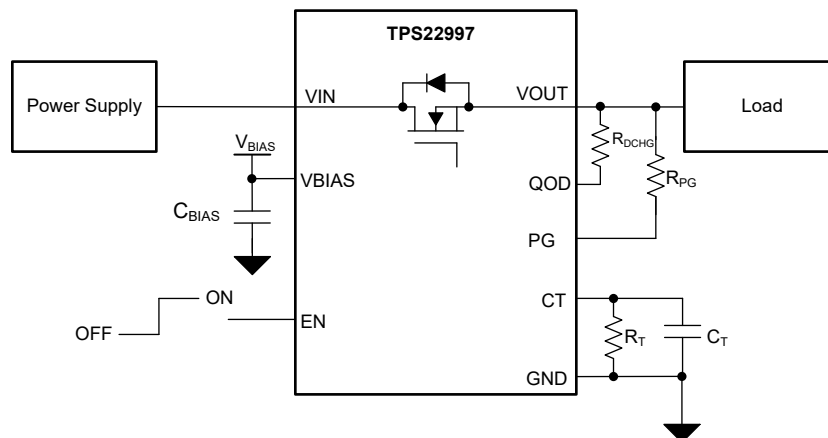 TPS22997
Power Supply
VIN
VOUT
Load
RDCHG
VBIAS
VBIAS
QOD
RPG
CBIAS
PG
ON
CT
OFF
EN
RT
CT
GND